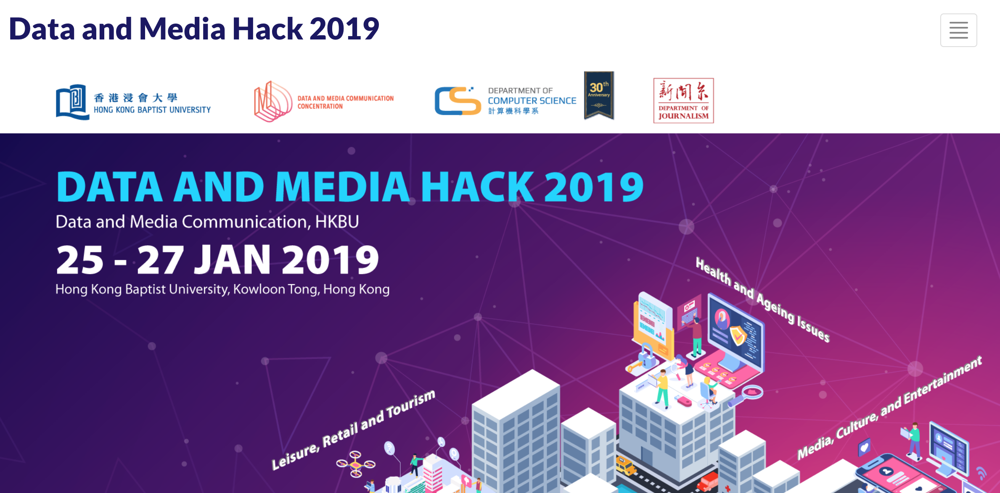 Data and Media Hack 2019
香港浸會大學
HONG KONG BAPTIST UNIVERSITY
DATA AND MEDIA COMMUNICATION
CONCENTRATION
DEPARTMENT OF
COMPUTER SCIENCE
計算機科學系
30th
Anniversary
新聞系
DEPARTMENT OF
JOURNALISM
DATA AND MEDIA HACK 2019
Data and Media Communication, HKBU
25 - 27 JAN 2019
Hong Kong Baptist University, Kowloon Tong, Hong Kong
Health and Ageing Issues
Leisure, Retail and Tourism
Media, Culture, and Entertainment